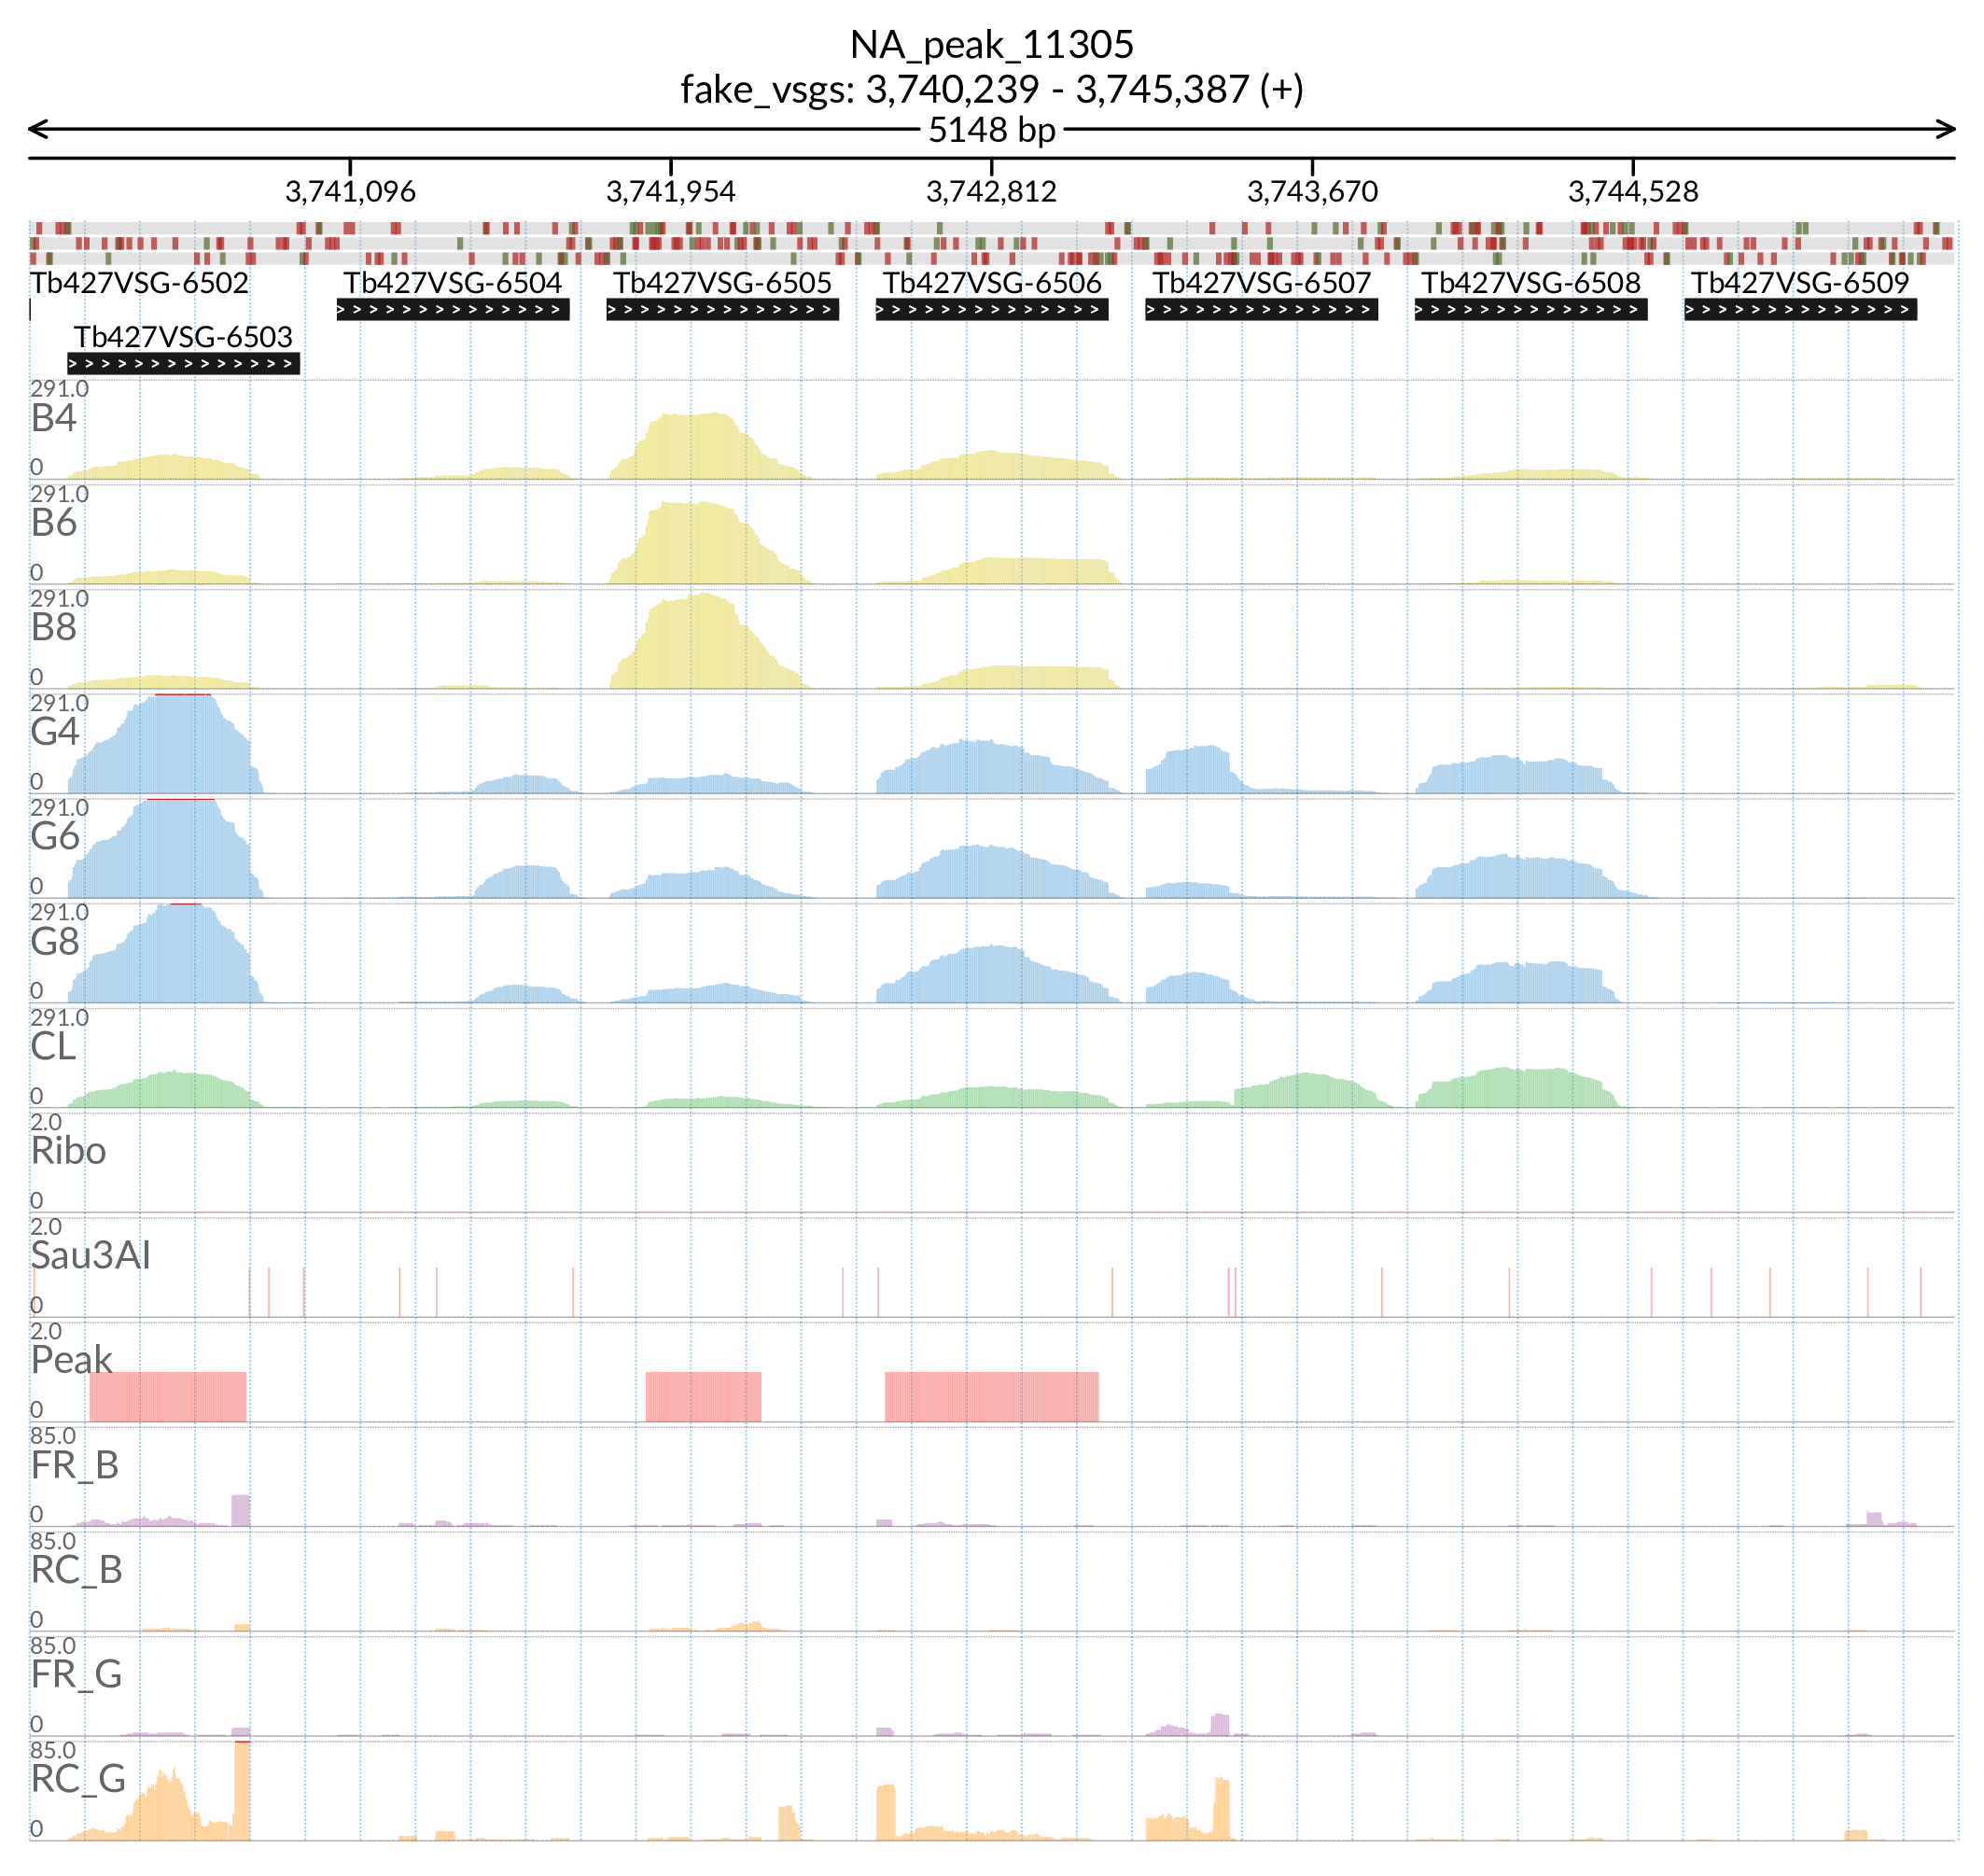 NA_peak_11305
fake_vsgs: 3,740,239 - 3,745,387 (+)
5148 bp
3,741,096 3,741,954 3,742,812 3,743,670 3,744,528
Tb427VSG-6502 Tb427VSG-6504 Tb427VSG-6505 Tb427VSG-6506 Tb427VSG-6507 Tb427VSG-6508 Tb427VSG-6509
Tb427VSG-6503
291.0
B4
0
291.0
B6
0
291.0
B8
0
291.0
G4
0
291.0
G6
0
291.0
G8
0
291.0
CL
0
2.0
Ribo
0
2.0
Sau3AI
0
2.0
Peak
0
85.0
FR_B
0
85.0
RC_B
0
85.0
FR_G
0
85.0
RC_G
0